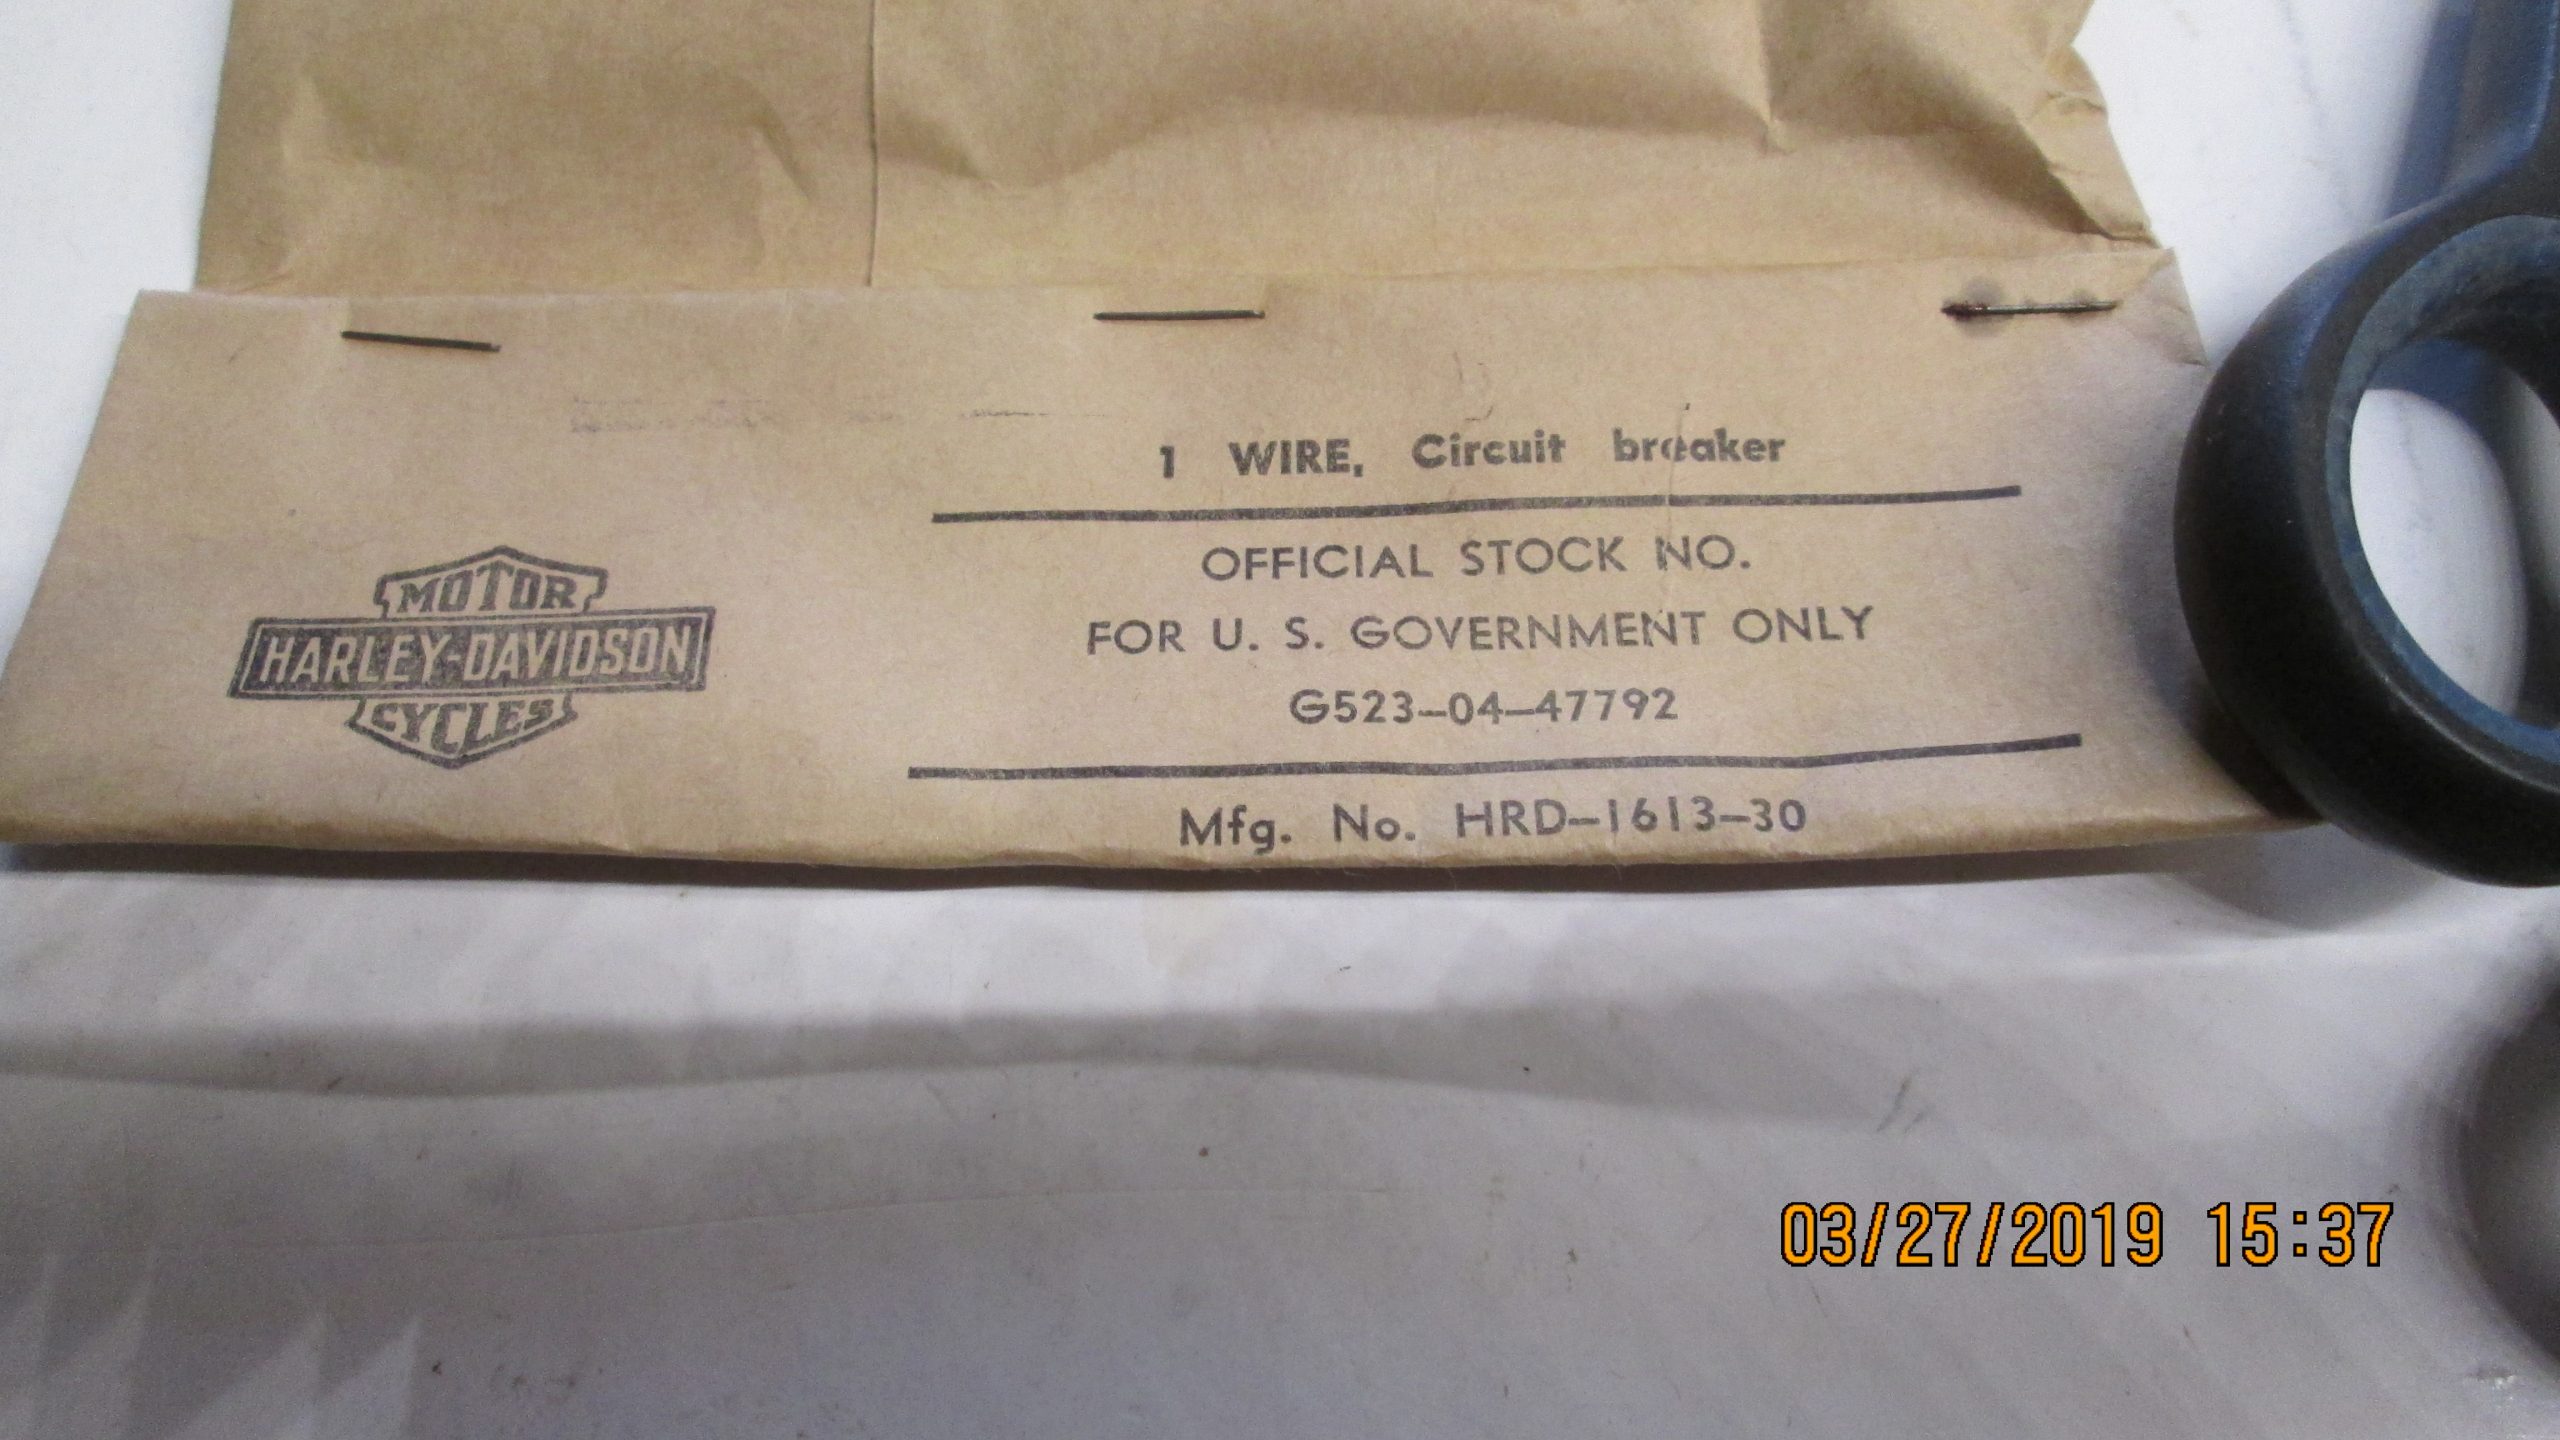 1 WIRE, Circuit breaker
OFFICIAL STOCK NO.
FOR U. S. GOVERNMENT ONLY
G523-04-47792
Mfg. No. HRD-1613-30
MOTOR
HARLEY-DAVIDSON
CYCLES
03/27/2019 15:37